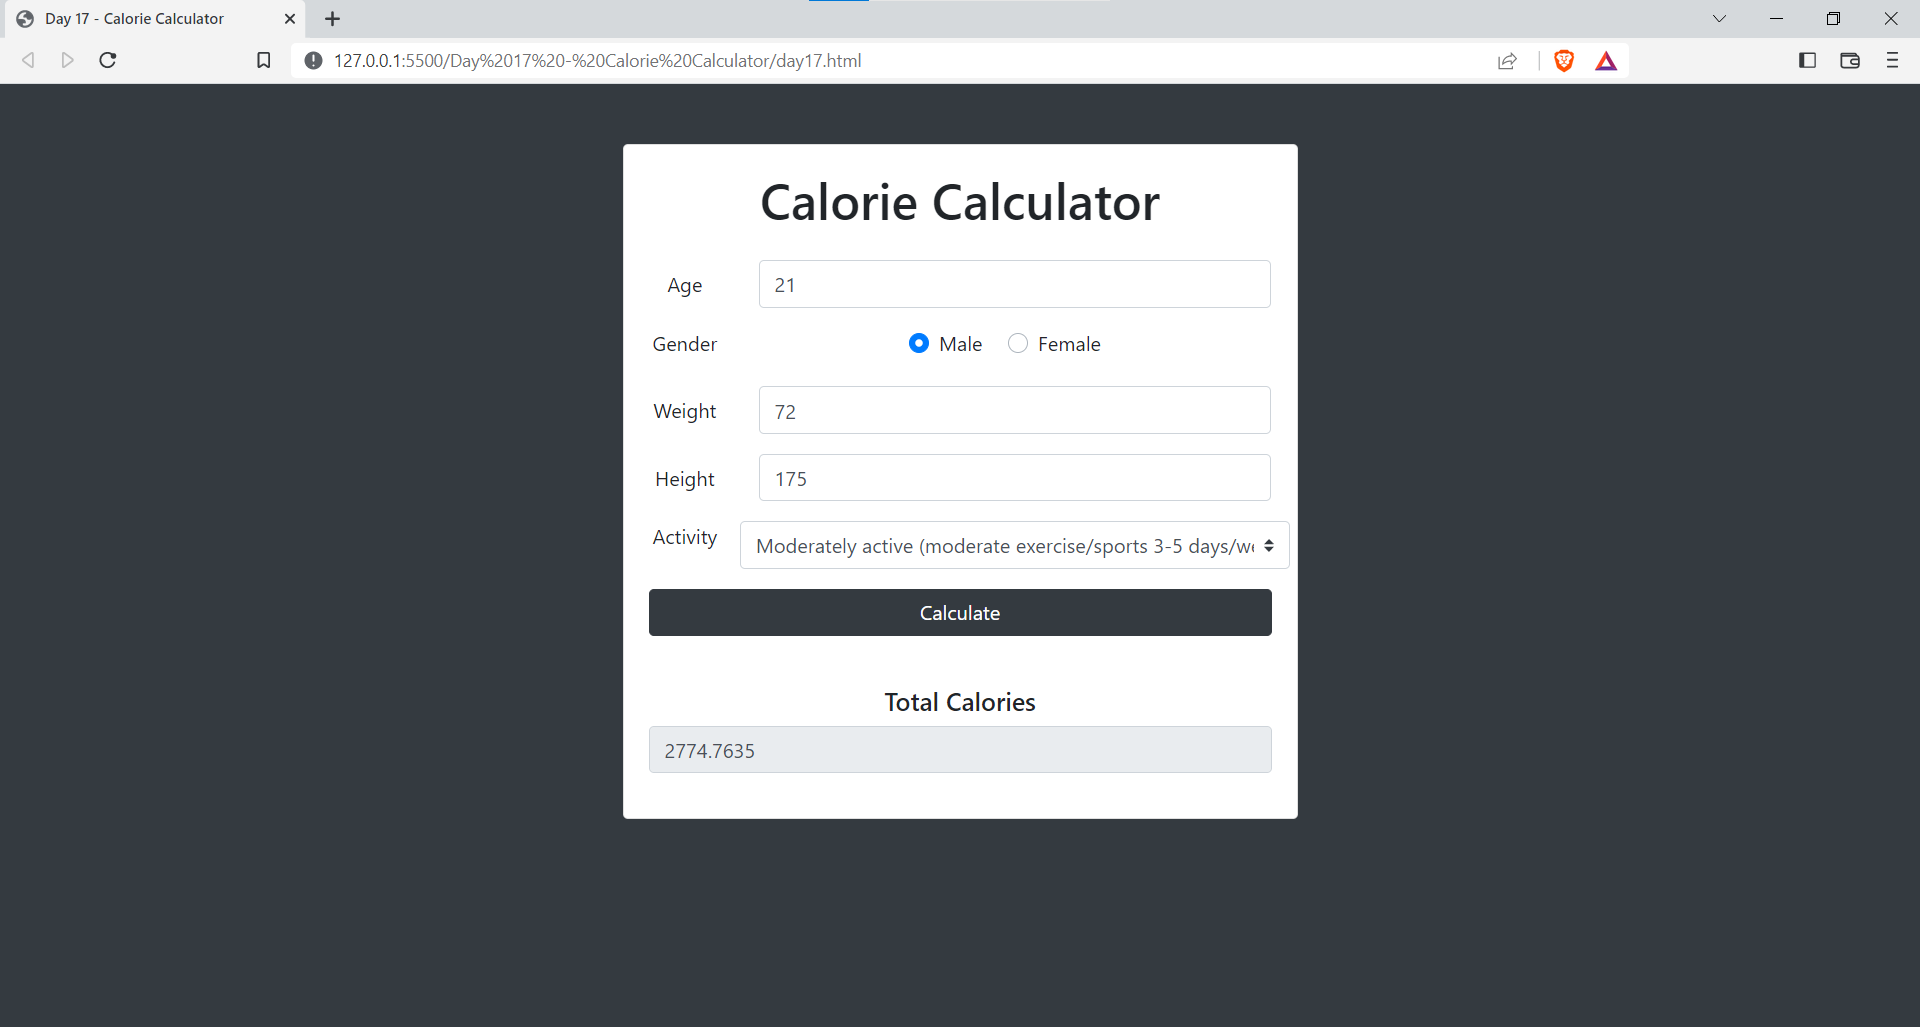 Day 17 - Calorie Calculator
127.0.0.1:5500/Day%2017%20-%20Calorie%20Calculator/day17.html
Calorie Calculator
Age 21
Gender Male Female
Weight 72
Height 175
Activity Moderately active (moderate exercise/sports 3-5 days/we
Calculate
Total Calories
2774.7635